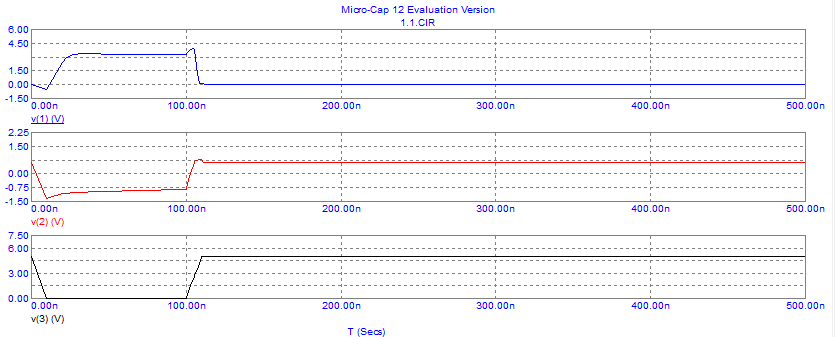 Micro-Cap 12 Evaluation Version
1.1.CIR
6.00
4.50
1.50
0.00
-1.50
0.00n 100.00n 200.00n 300.00n 400.00n 500.00n
v(1) (V)
2.25
1.50
0.00
-0.75
-1.50
0.00n 100.00n 200.00n 300.00n 400.00n 500.00n
v(2) (V)
7.50
6.00
3.00
1.50
0.00
0.00n 100.00n 200.00n 300.00n 400.00n 500.00n
v(3) (V)
T (Secs)